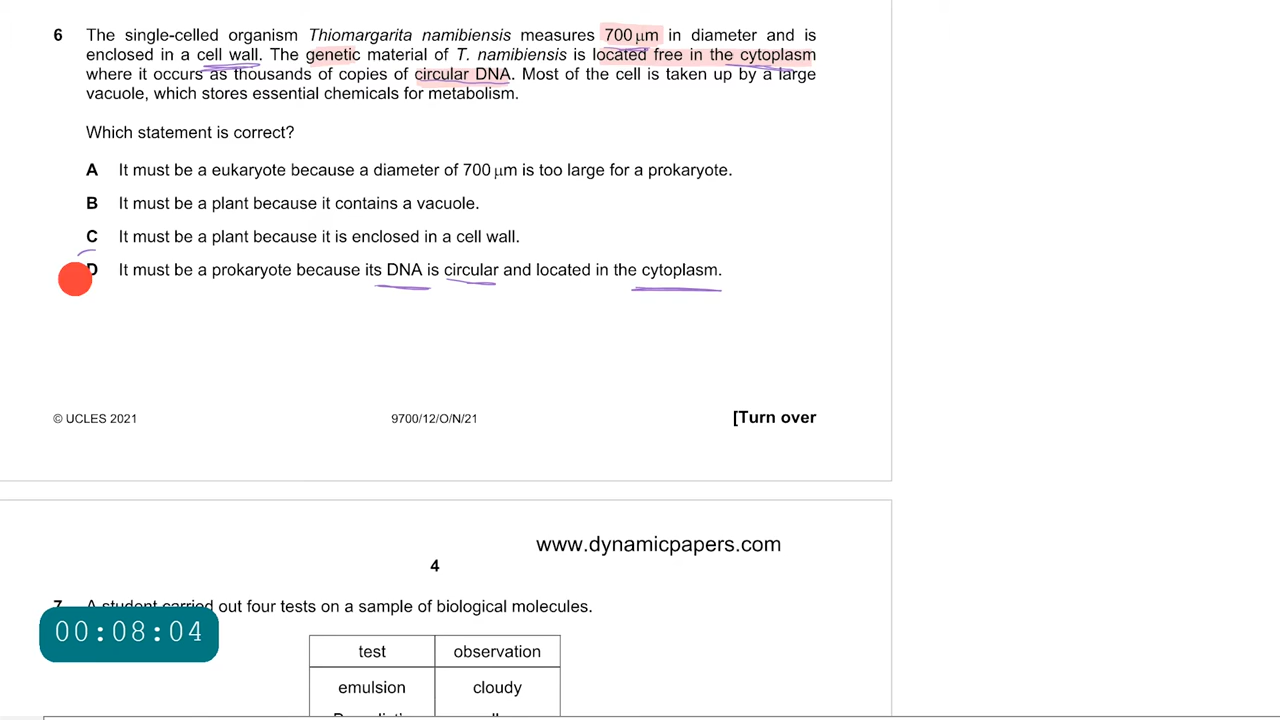 6 The single-celled organism Thiomargarita namibiensis measures 700 µm in diameter and is
enclosed in a cell wall. The genetic material of T. namibiensis is located free in the cytoplasm
where it occurs as thousands of copies of circular DNA. Most of the cell is taken up by a large
vacuole, which stores essential chemicals for metabolism.
Which statement is correct?
A It must be a eukaryote because a diameter of 700 µm is too large for a prokaryote.
B It must be a plant because it contains a vacuole.
C It must be a plant because it is enclosed in a cell wall.
D It must be a prokaryote because its DNA is circular and located in the cytoplasm.
© UCLES 2021 9700/12/O/N/21 [Turn over
www.dynamicpapers.com
4
7 A student carried out four tests on a sample of biological molecules.
00:08:04
test observation
emulsion cloudy